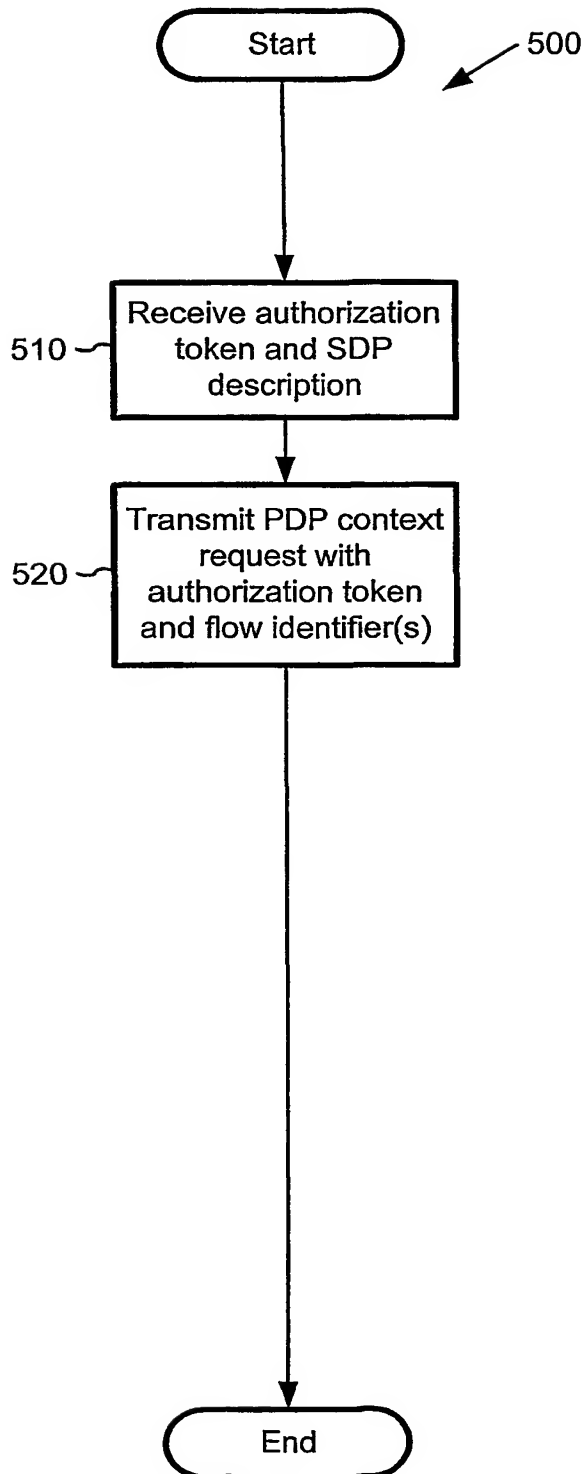 Start
500
510
Receive authorization
token and SDP
description
520
Transmit PDP context
request with
authorization token
and flow identifier(s)
End